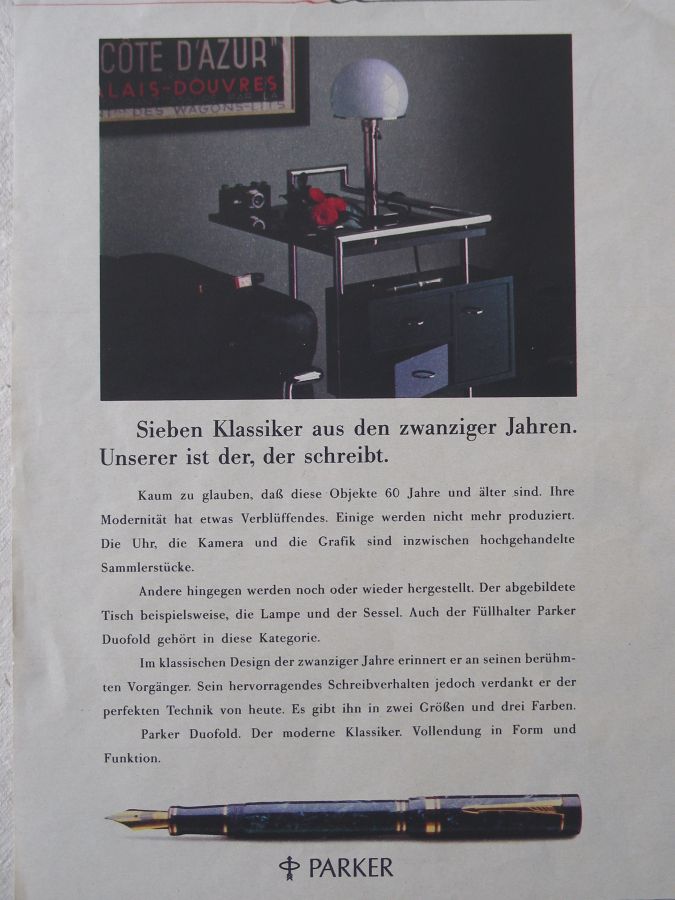 CÔTE D'AZUR"
LAIS-DOUVRES
DES WAGONS-LITS
Sieben Klassiker aus den zwanziger Jahren.
Unserer ist der, der schreibt.
Kaum zu glauben, daß diese Objekte 60 Jahre und älter sind. Ihre
Modernität hat etwas Verblüffendes. Einige werden nicht mehr produziert.
Die Uhr, die Kamera und die Grafik sind inzwischen hochgehandelte
Sammlerstücke.
Andere hingegen werden noch oder wieder hergestellt. Der abgebildete
Tisch beispielsweise, die Lampe und der Sessel. Auch der Füllhalter Parker
Duofold gehört in diese Kategorie.
Im klassischen Design der zwanziger Jahre erinnert er an seinen berühm-
ten Vorgänger. Sein hervorragendes Schreibverhalten jedoch verdankt er der
perfekten Technik von heute. Es gibt ihn in zwei Größen und drei Farben.
Parker Duofold. Der moderne Klassiker. Vollendung in Form und
Funktion.
PARKER